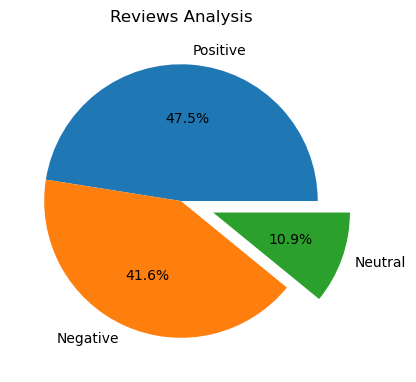 Reviews Analysis
Positive
47.5%
10.9%
Neutral
41.6%
Negative